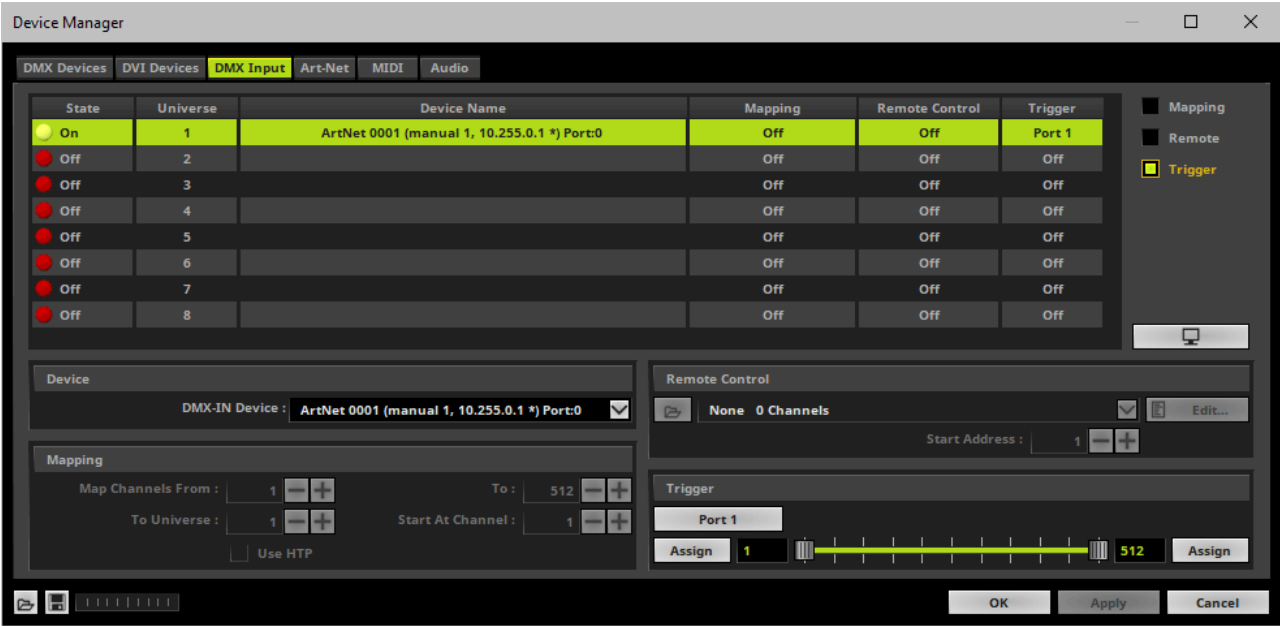 Device Manager
DMX Devices DVI Devices DMX Input Art-Net MIDI Audio
State Universe Device Name Mapping Remote Control Trigger
On 1 ArtNet 0001 (manual 1, 10.255.0.1 *) Port:0 Off Off Port 1
Off 2 Off Off Off
Off 3 Off Off Off
Off 4 Off Off Off
Off 5 Off Off Off
Off 6 Off Off Off
Off 7 Off Off Off
Off 8 Off Off Off
Mapping
Remote
Trigger
Device
DMX-IN Device : ArtNet 0001 (manual 1, 10.255.0.1 *) Port:0
Mapping
Map Channels From : 1 To : 512
To Universe : 1 Start At Channel : 1
Use HTP
Remote Control
None 0 Channels Edit...
Start Address : 1
Trigger
Port 1
Assign 1 512 Assign
OK Apply Cancel